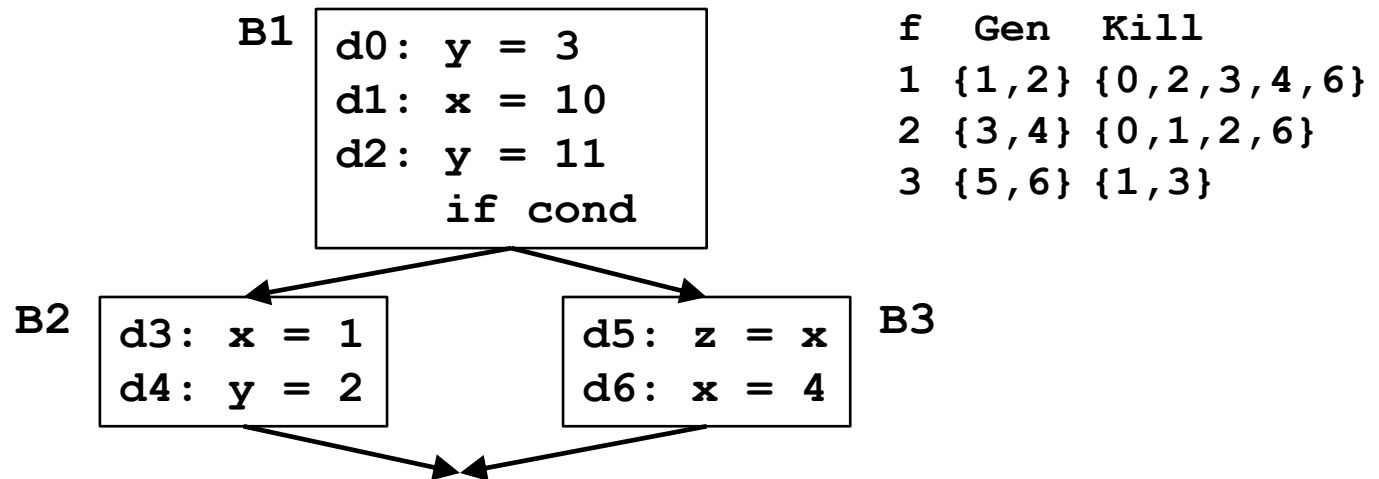 B1
d0: y = 3
d1: x = 10
d2: y = 11
if cond
f Gen Kill
1 {1,2} {0,2,3,4,6}
2 {3,4} {0,1,2,6}
3 {5,6} {1,3}
B2
d3: x = 1
d4: y = 2
d5: z = x
d6: x = 4
B3